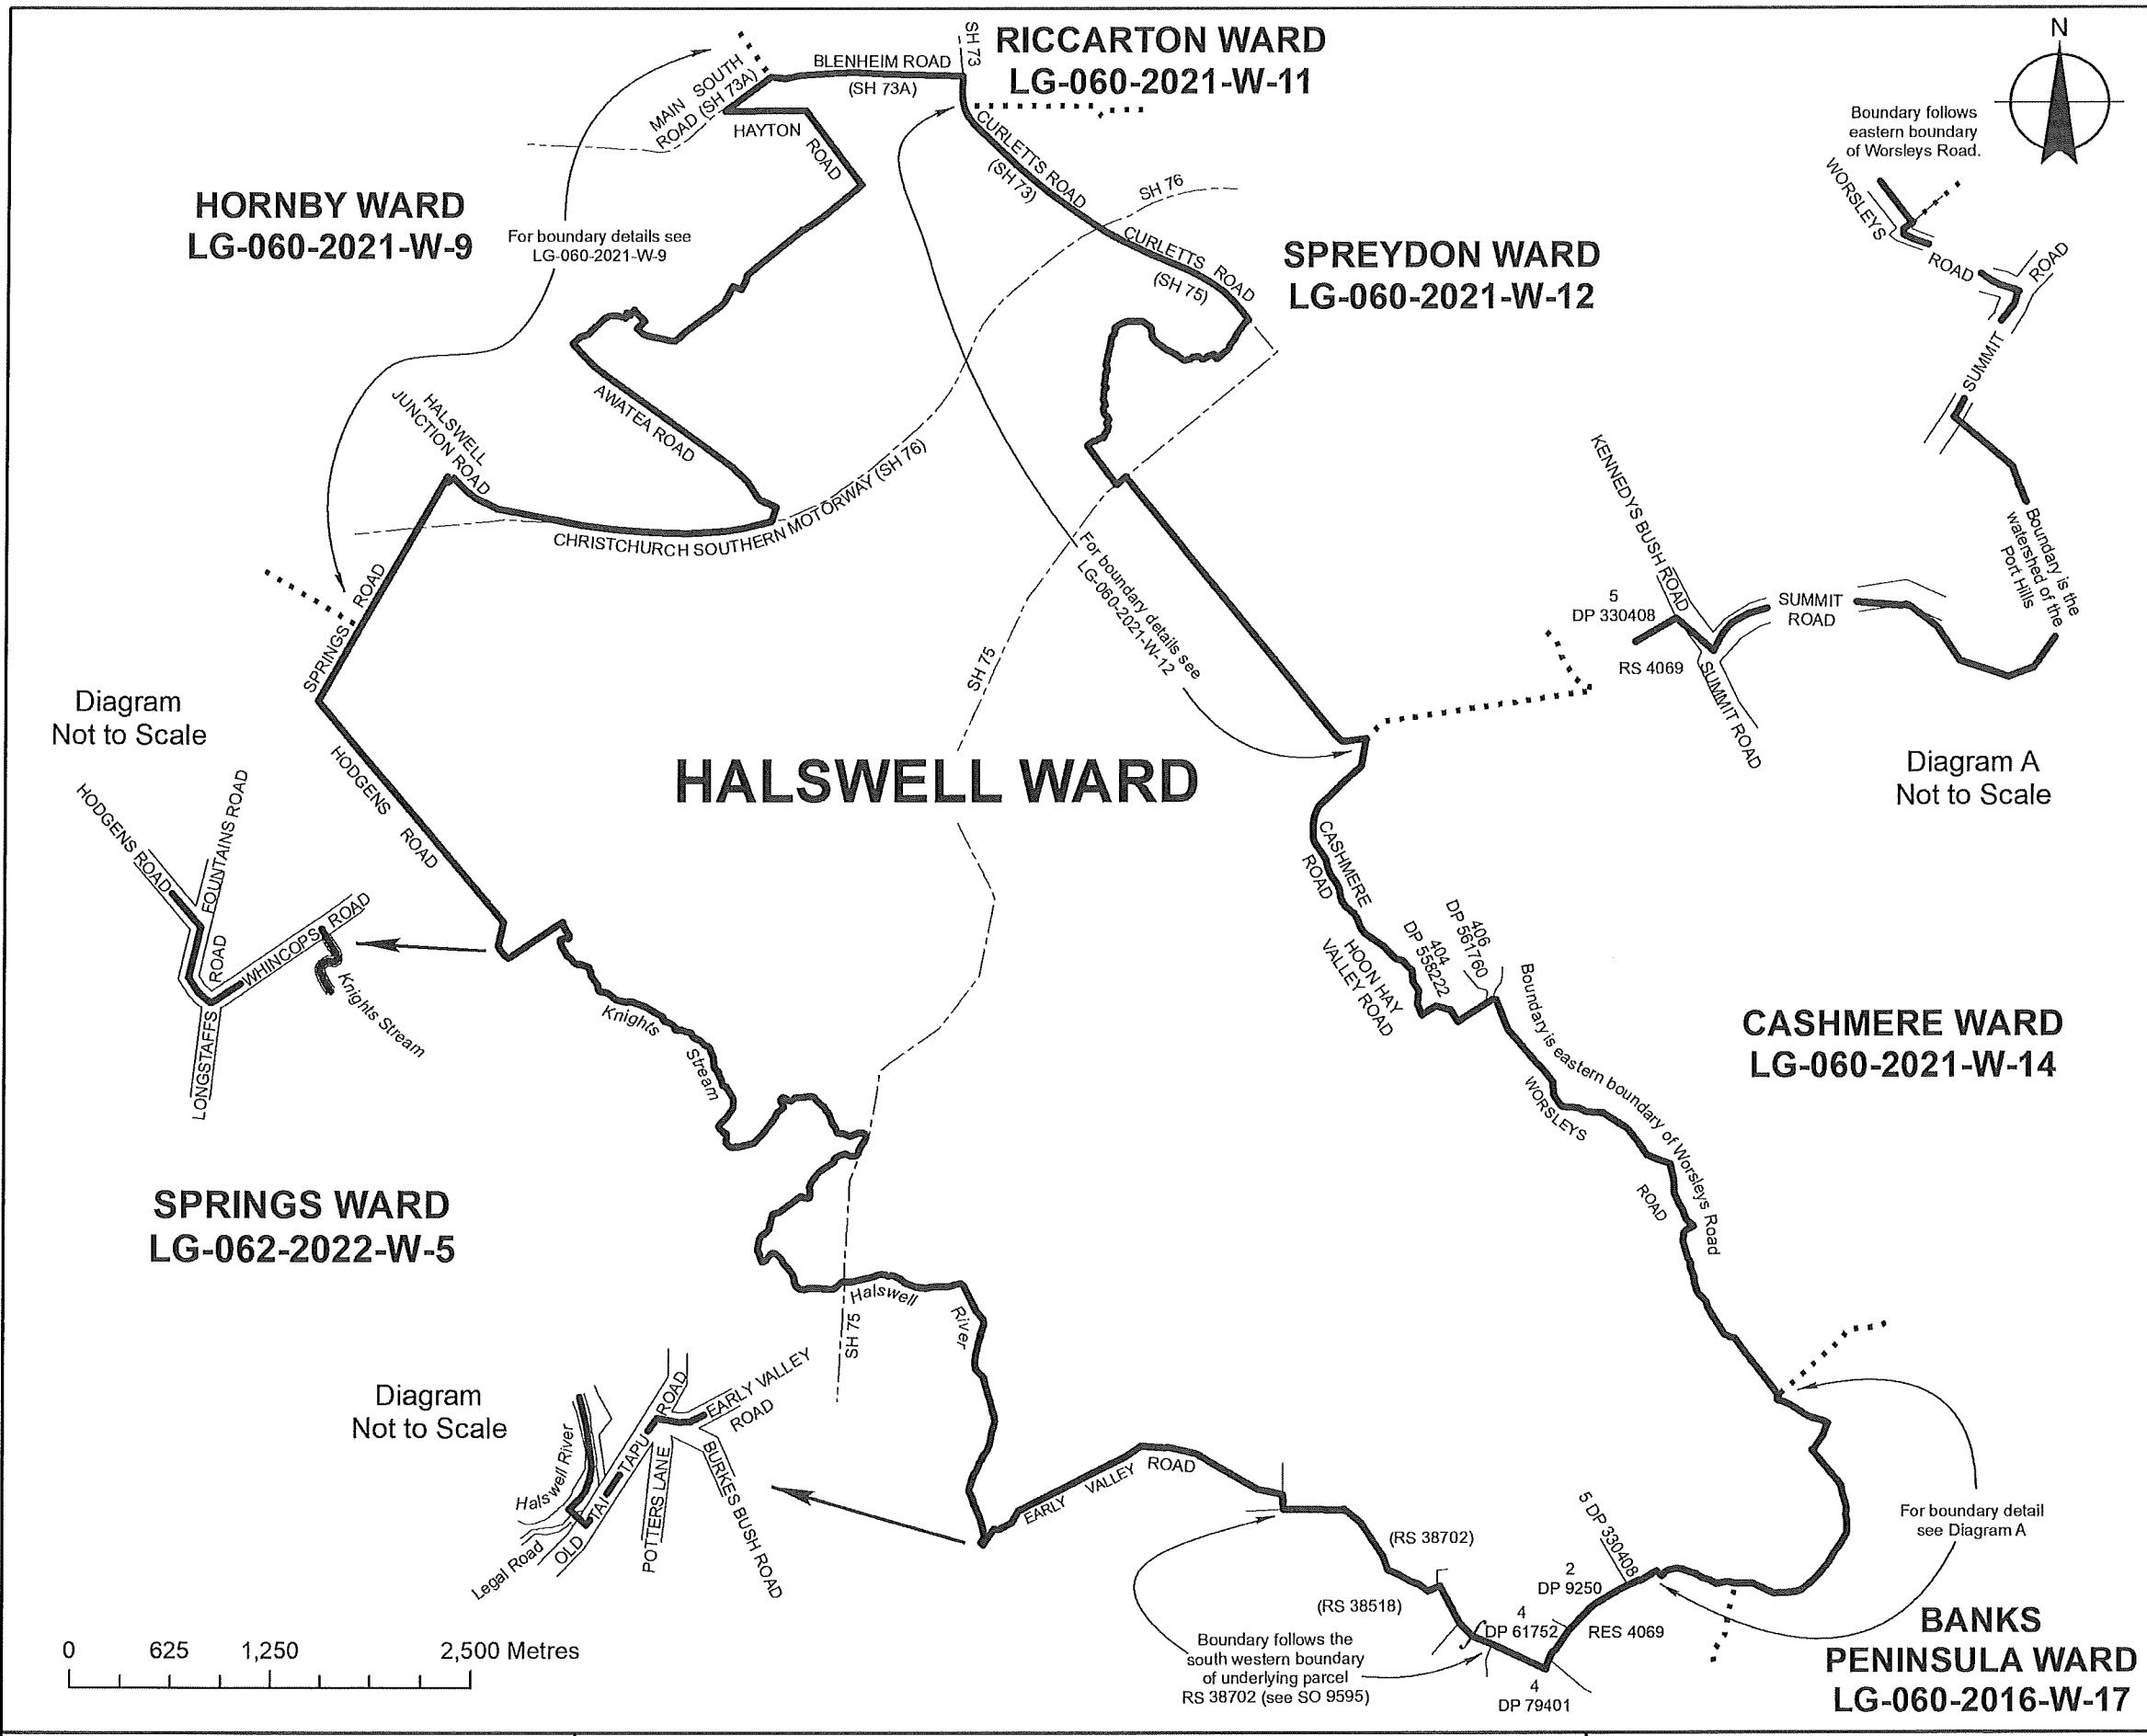 RICCARTON WARD
LG-060-2021-W-11
SH 73
BLENHEIM ROAD
(SH 73A)
MAIN SOUTH
ROAD (SH 73A)
HAYTON
ROAD
CURLETTS ROAD
(SH 73)
SH 76
CURLETTS ROAD
(SH 75)
N
Boundary follows
eastern boundary
of Worsleys Road.
WORSLEYS
ROAD
ROAD
SUMMIT
HORNBY WARD
LG-060-2021-W-9
For boundary details see
LG-060-2021-W-9
SPREYDON WARD
LG-060-2021-W-12
HALSWELL
JUNCTION ROAD
AWATEA ROAD
CHRISTCHURCH SOUTHERN MOTORWAY (SH 76)
Boundary is the
watershed of the
Port Hills
KENNEDYS BUSH ROAD
5
DP 330408
RS 4069
SUMMIT
ROAD
SUMMIT ROAD
Diagram A
Not to Scale
For boundary details see
LG-060-2021-W-12
SH 75
SPRINGS
ROAD
Diagram
Not to Scale
HODGENS
ROAD
HALSWELL WARD
HODGENS ROAD
FOUNTAINS ROAD
ROAD
WHINCOPS ROAD
LONGSTAFFS
Knights Stream
CASHMERE
ROAD
HOON HAY
VALLEY ROAD
404
DP 558222
406
DP 561760
Boundary is eastern boundary of Worsleys Road
WORSLEYS
ROAD
CASHMERE WARD
LG-060-2021-W-14
Knights
Stream
SPRINGS WARD
LG-062-2022-W-5
Halswell
River
SH 75
Diagram
Not to Scale
Halswell River
Legal Road
OLD TAI TAPU ROAD
POTTERS LANE
EARLY VALLEY
ROAD
BURKES BUSH ROAD
EARLY VALLEY ROAD
(RS 38702)
(RS 38518)
5 DP 330408
2
DP 9250
4
DP 61752
RES 4069
4
DP 79401
For boundary detail
see Diagram A
Boundary follows the
south western boundary
of underlying parcel
RS 38702 (see SO 9595)
BANKS
PENINSULA WARD
LG-060-2016-W-17
0 625 1,250 2,500 Metres